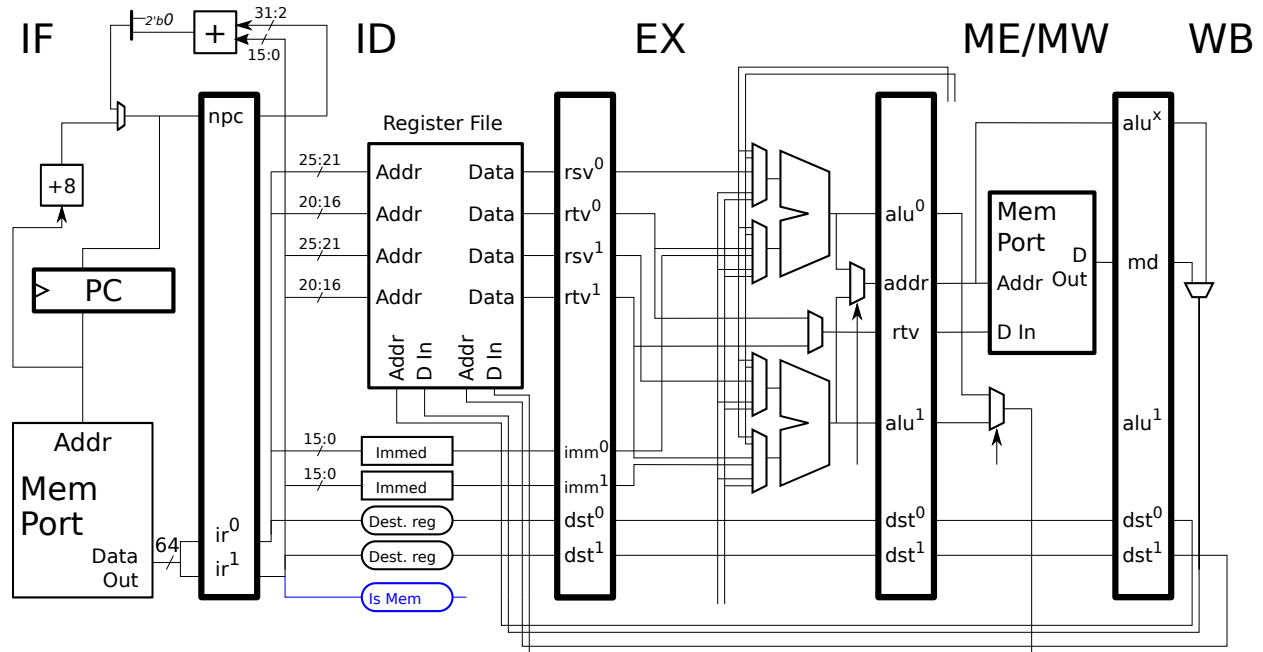 IF
ID
EX
ME/MW
WB
2'b0
+
31:2
15:0
npc
+8
PC
Addr
Mem
Port
Data
Out
64
ir0
ir1
Register File
25:21
Addr
Data
20:16
Addr
Data
25:21
Addr
Data
20:16
Addr
Data
Addr
D In
Addr
D In
15:0
Immed
15:0
Immed
Dest. reg
Dest. reg
Is Mem
rsv0
rtv0
rsv1
rtv1
imm0
imm1
dst0
dst1
alu0
addr
rtv
alu1
dst0
dst1
Mem
Port
D
Addr
Out
D In
alux
md
alu1
dst0
dst1